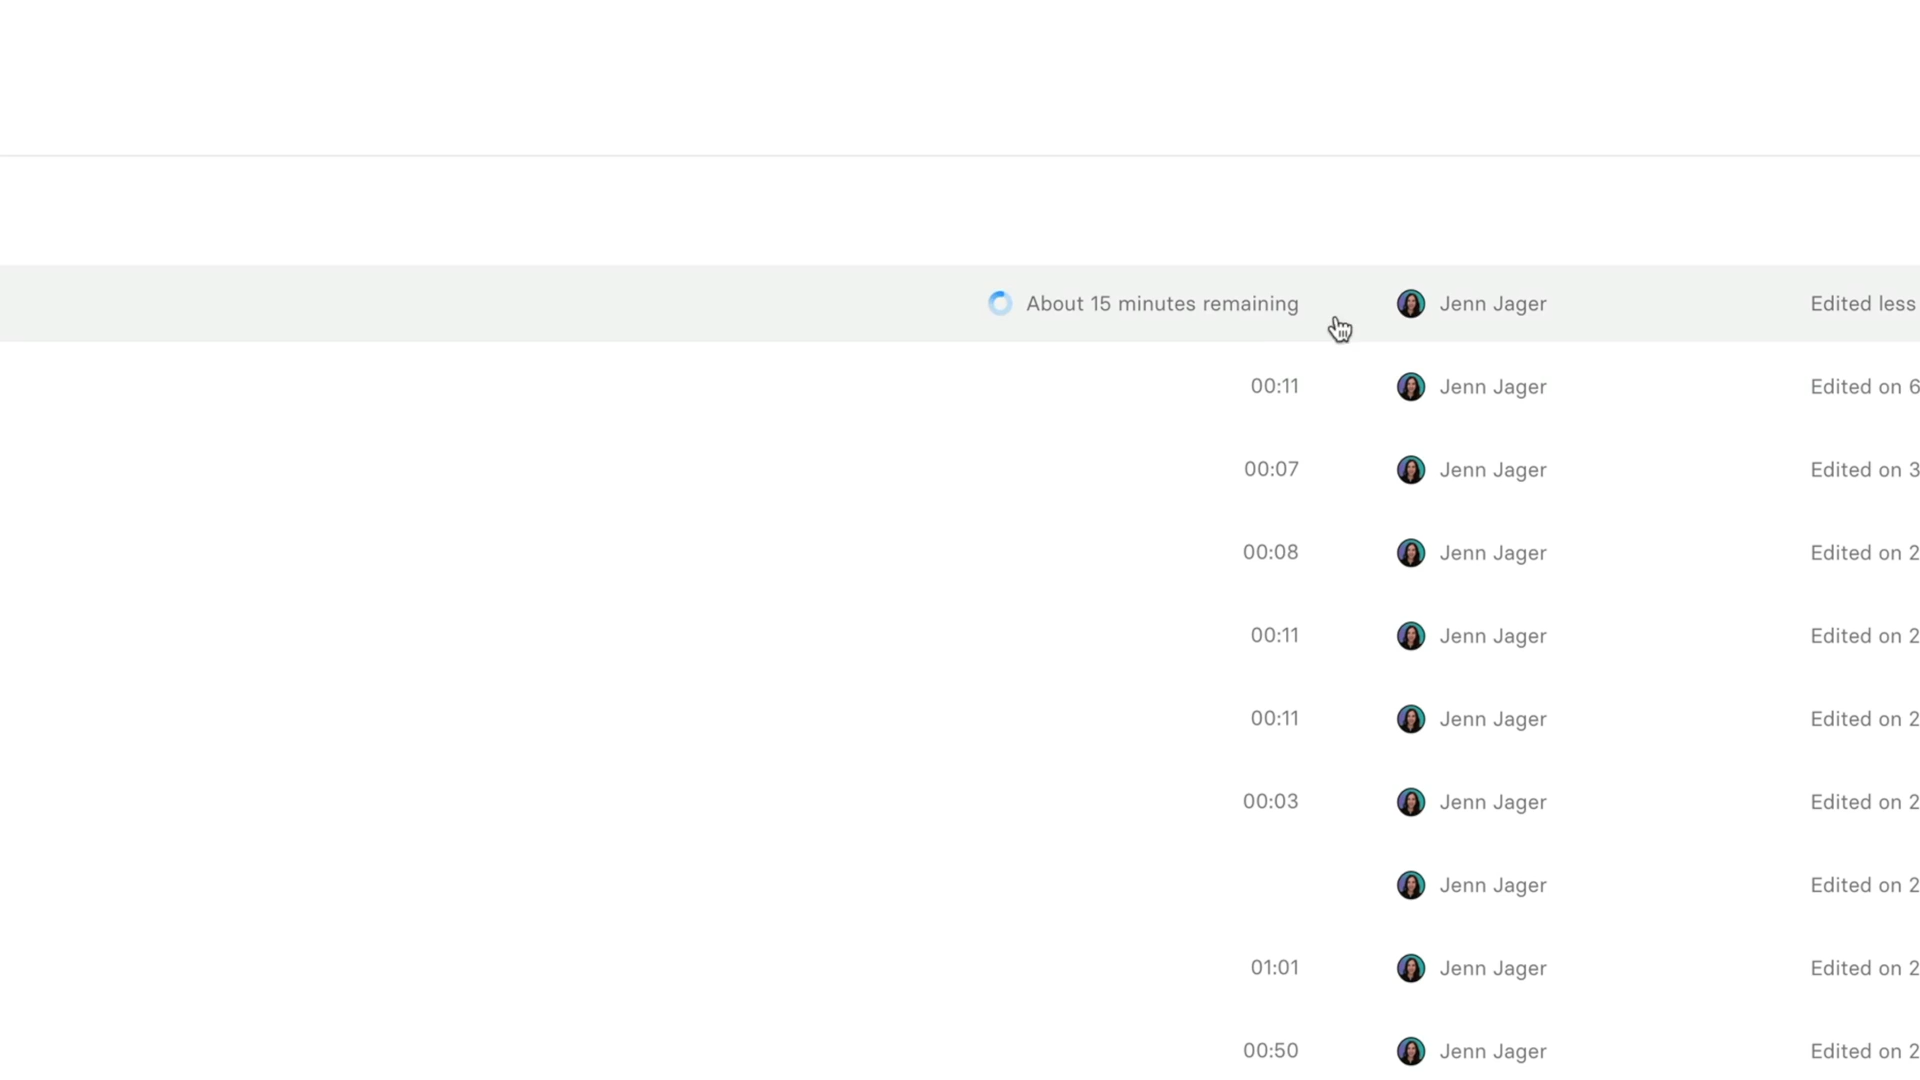 About 15 minutes remaining Jenn Jager Edited less
00:11 Jenn Jager Edited on 6
00:07 Jenn Jager Edited on 3
00:08 Jenn Jager Edited on 2
00:11 Jenn Jager Edited on 2
00:11 Jenn Jager Edited on 2
00:03 Jenn Jager Edited on 2
Jenn Jager Edited on 2
01:01 Jenn Jager Edited on 2
00:50 Jenn Jager Edited on 2